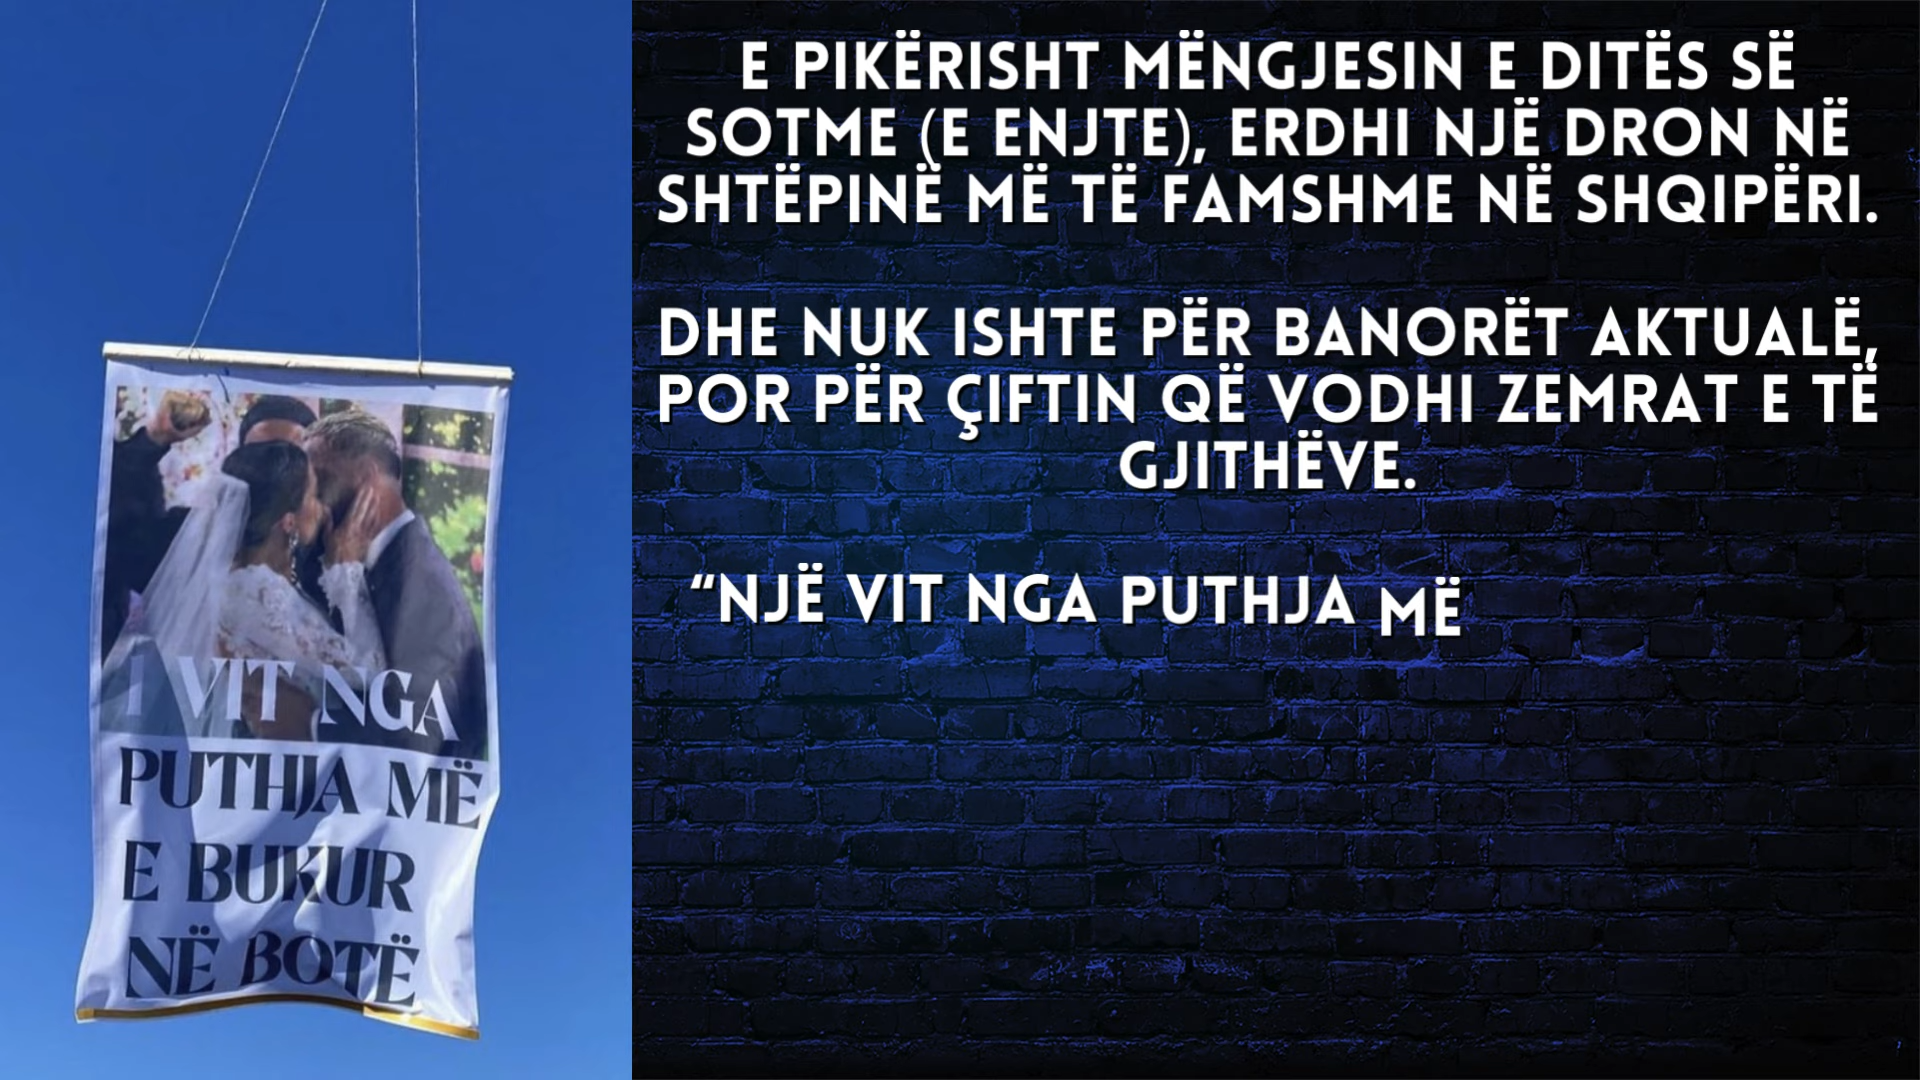 1 VIT NGA
PUTHJA MË
E BUKUR
NË BOTË
E PIKËRISHT MËNGJESIN E DITËS SË
SOTME (E ENJTE), ERDHI NJË DRON NË
SHTËPINË MË TË FAMSHME NË SHQIPËRI.
DHE NUK ISHTE PËR BANORËT AKTUALË,
POR PËR ÇIFTIN QË VODHI ZEMRAT E TË
GJITHËVE.
“NJË VIT NGA PUTHJA MË